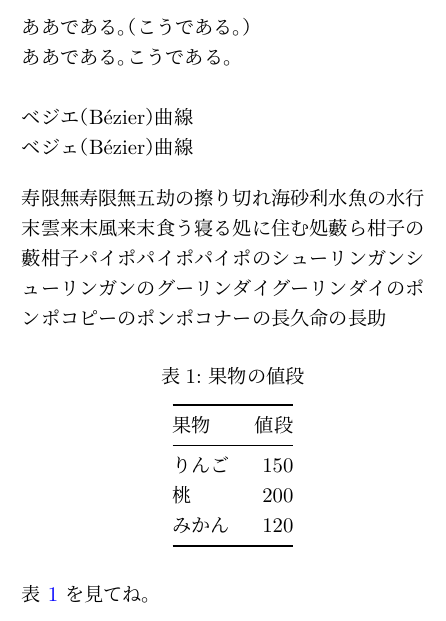 ああである。（こうである。）
ああである。こうである。
ベジエ（Bézier）曲線
ベジェ（Bézier）曲線
寿限無寿限無五劫の擦り切れ海砂利水魚の水行
末雲来末風来末食う寝る処に住む処藪ら柑子の
藪柑子パイポパイポパイポのシューリンガンシ
ューリンガンのグーリンダイグーリンダイのポ
ンポコピーのポンポコナーの長久命の長助
表 1: 果物の値段
果物 値段
りんご 150
桃 200
みかん 120
表 1 を見てね。